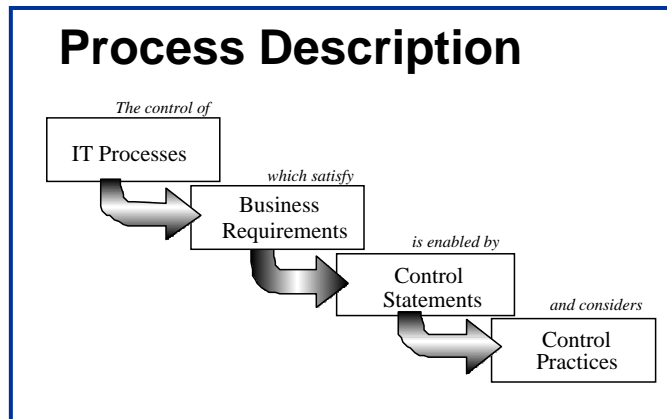 Process Description
The control of
IT Processes
which satisfy
Business
Requirements
is enabled by
Control
Statements
and considers
Control
Practices